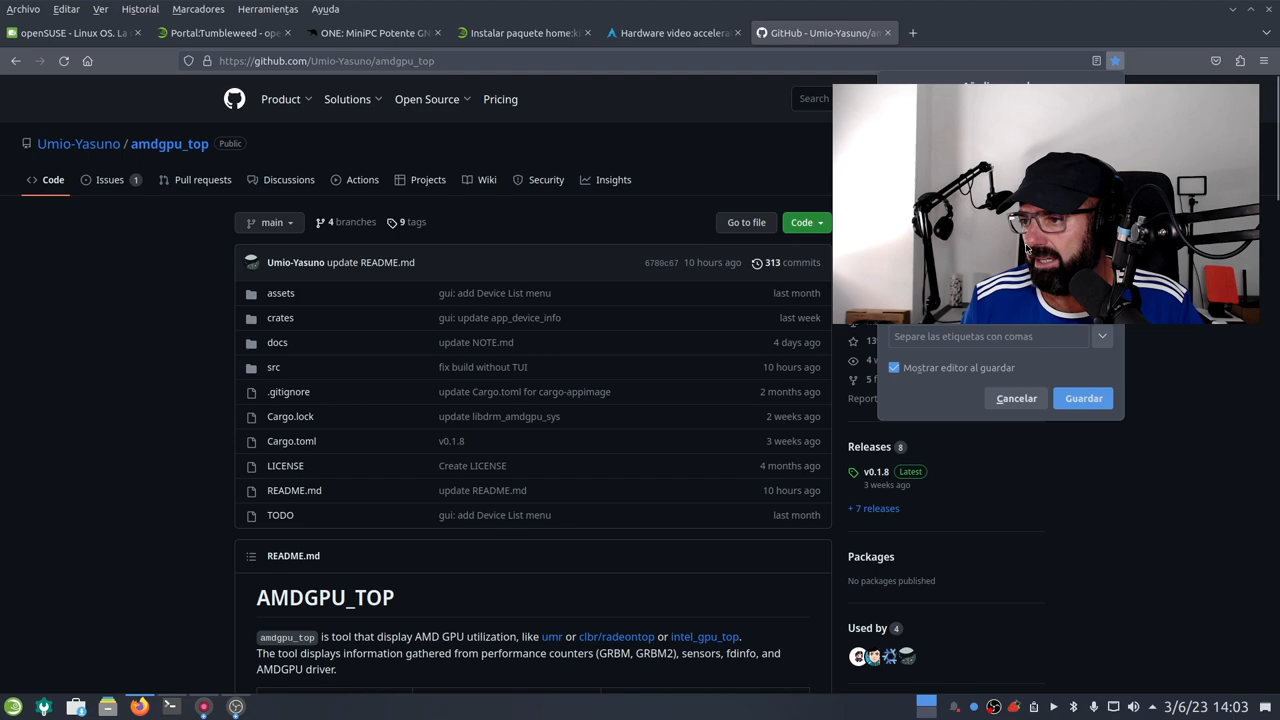 Archivo Editar Ver Historial Marcadores Herramientas Ayuda
openSUSE - Linux OS. La
Portal:Tumbleweed - ope
ONE: MiniPC Potente GN
Instalar paquete home:ki
Hardware video accelerat
GitHub - Umio-Yasuno/am
https://github.com/Umio-Yasuno/amdgpu_top
Product Solutions Open Source Pricing
Search
Umio-Yasuno / amdgpu_top Public
Code Issues 1 Pull requests Discussions Actions Projects Wiki Security Insights
main 4 branches 9 tags Go to file Code
Umio-Yasuno update README.md 6780c67 10 hours ago 313 commits
assets gui: add Device List menu last month
crates gui: update app_device_info last week
docs update NOTE.md 4 days ago
src fix build without TUI 10 hours ago
.gitignore update Cargo.toml for cargo-appimage 2 months ago
Cargo.lock update libdrm_amdgpu_sys 2 weeks ago
Cargo.toml v0.1.8 3 weeks ago
LICENSE Create LICENSE 4 months ago
README.md update README.md 10 hours ago
TODO gui: add Device List menu last month
README.md
AMDGPU_TOP
amdgpu_top is tool that display AMD GPU utilization, like umr or clbr/radeontop or intel_gpu_top.
The tool displays information gathered from performance counters (GRBM, GRBM2), sensors, fdinfo, and
AMDGPU driver.
Separe las etiquetas con comas
Mostrar editor al guardar
Cancelar Guardar
Report
Releases 8
v0.1.8 Latest
3 weeks ago
+ 7 releases
Packages
No packages published
Used by 4
3/6/23 14:03